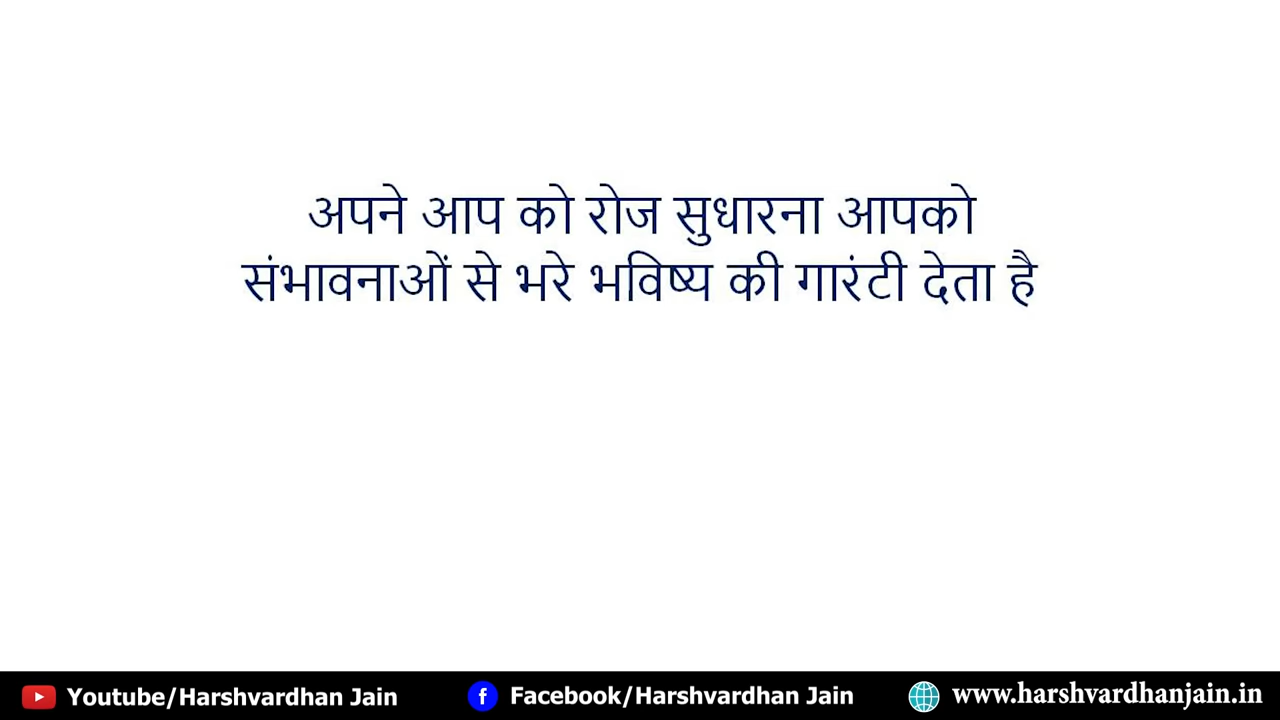 अपने आप को रोज सुधारना आपको
संभावनाओं से भरे भविष्य की गारंटी देता है
Youtube/Harshvardhan Jain
Facebook/Harshvardhan Jain
www.harshvardhanjain.in